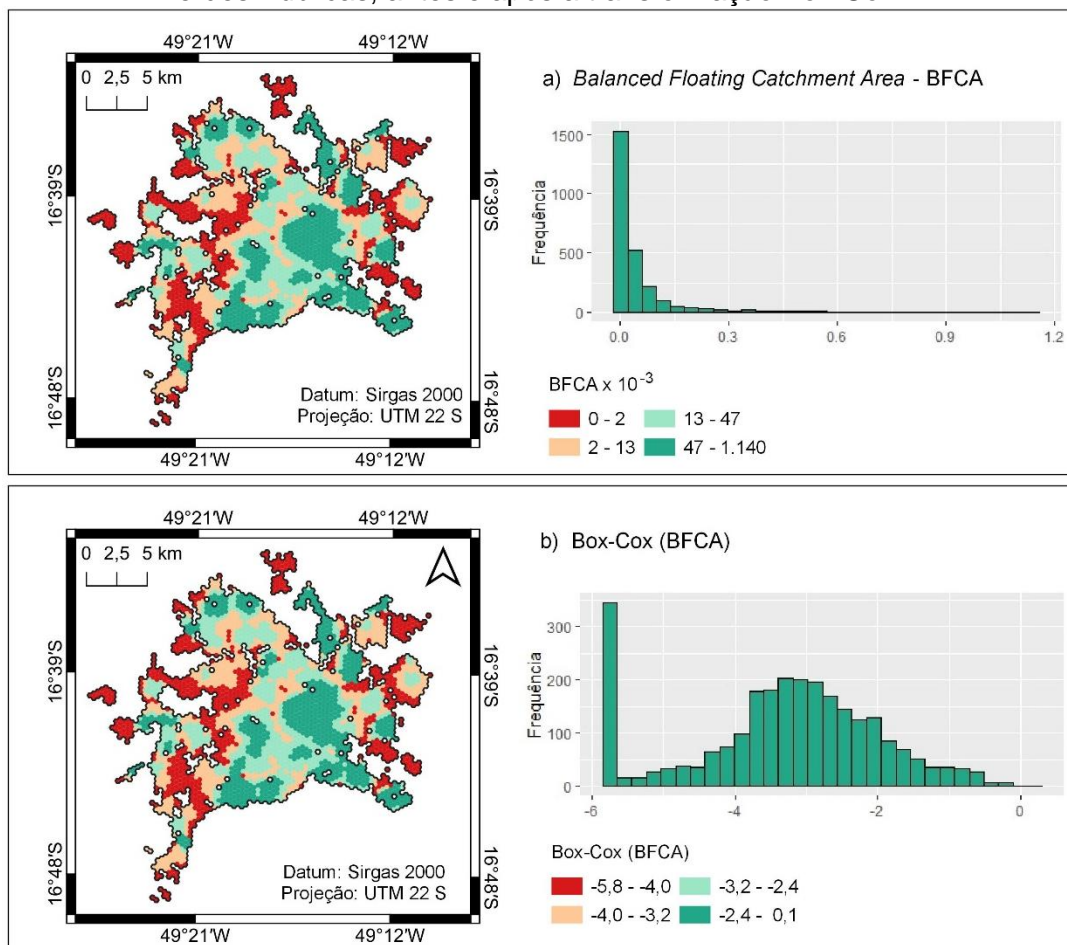 49°21'W 49°12'W
0 2,5 5 km
16°39'S
16°48'S
16°39'S
16°48'S
Datum: Sirgas 2000
Projeção: UTM 22 S
49°21'W 49°12'W
a) Balanced Floating Catchment Area - BFCA
Frequência
1500
1000
500
0
0.0 0.3 0.6 0.9 1.2
BFCA x 10⁻³
0 - 2 13 - 47
2 - 13 47 - 1.140
49°21'W 49°12'W
0 2,5 5 km
16°39'S
16°48'S
16°39'S
16°48'S
Datum: Sirgas 2000
Projeção: UTM 22 S
49°21'W 49°12'W
b) Box-Cox (BFCA)
Frequência
300
200
100
0
-6 -4 -2 0
Box-Cox (BFCA)
-5,8 - -4,0 -3,2 - -2,4
-4,0 - -3,2 -2,4 - 0,1